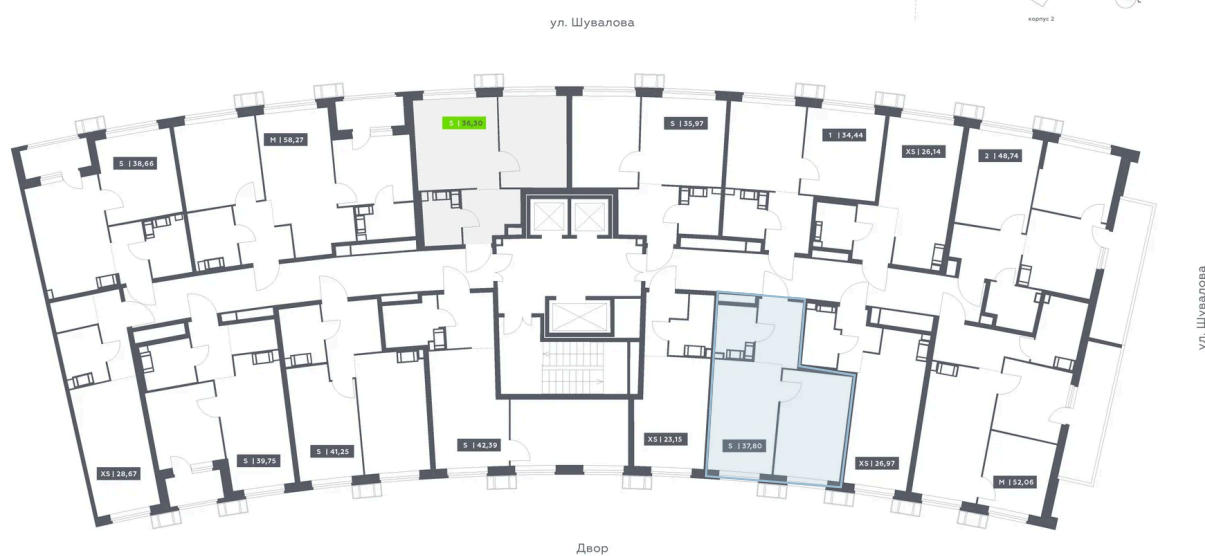 корпус 2
ул. Шувалова
S | 38,66
M | 58,27
S | 36,30
S | 35,97
1 | 34,44
XS | 26,14
2 | 48,74
ул. Шувалова
XS | 28,67
S | 39,75
S | 41,25
S | 42,39
XS | 23,15
S | 37,80
XS | 26,97
M | 52,06
Двор